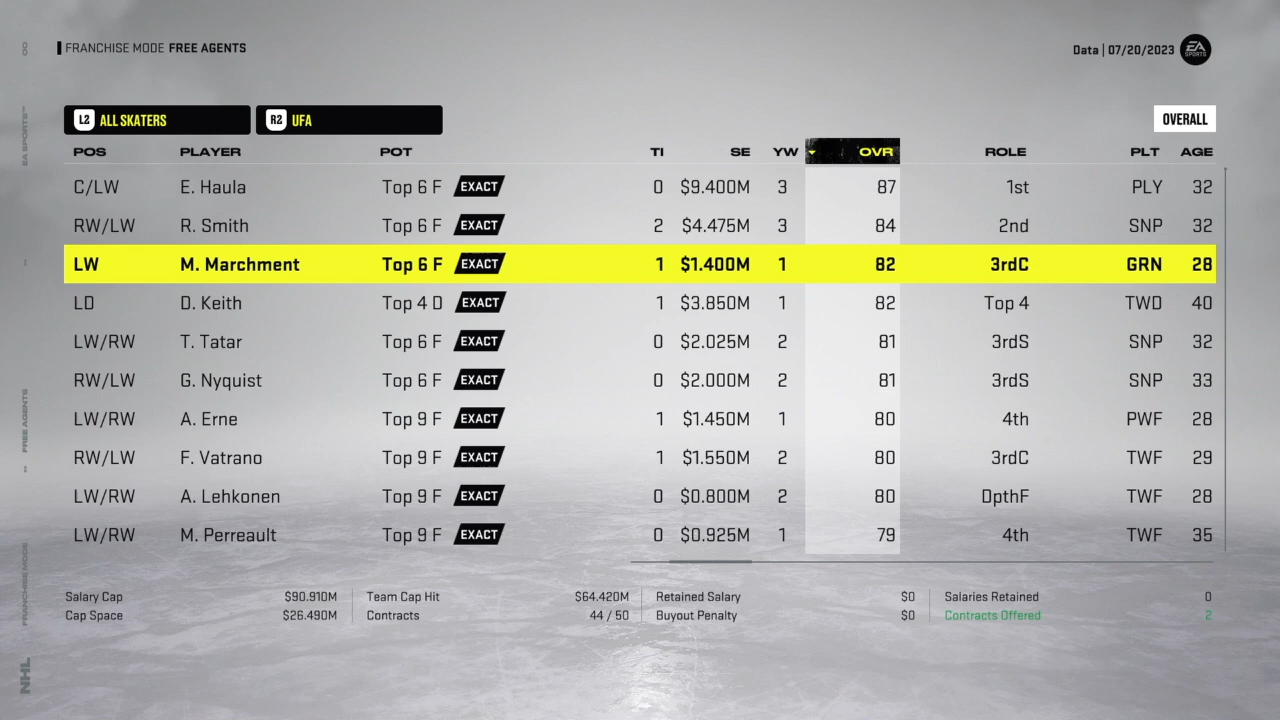 FRANCHISE MODE FREE AGENTS
Data | 07/20/2023 EA SPORTS
L2 ALL SKATERS R2 UFA OVERALL
POS PLAYER POT TI SE YW OVR ROLE PLT AGE
C/LW E. Haula Top 6 F EXACT 0 $9.400M 3 87 1st PLY 32
RW/LW R. Smith Top 6 F EXACT 2 $4.475M 3 84 2nd SNP 32
LW M. Marchment Top 6 F EXACT 1 $1.400M 1 82 3rdC GRN 28
LD D. Keith Top 4 D EXACT 1 $3.850M 1 82 Top 4 TWD 40
LW/RW T. Tatar Top 6 F EXACT 0 $2.025M 2 81 3rdS SNP 32
RW/LW G. Nyquist Top 6 F EXACT 0 $2.000M 2 81 3rdS SNP 33
LW/RW A. Erne Top 9 F EXACT 1 $1.450M 1 80 4th PWF 28
RW/LW F. Vatrano Top 9 F EXACT 1 $1.550M 2 80 3rdC TWF 29
LW/RW A. Lehkonen Top 9 F EXACT 0 $0.800M 2 80 DpthF TWF 28
LW/RW M. Perreault Top 9 F EXACT 0 $0.925M 1 79 4th TWF 35
Salary Cap $90.910M Team Cap Hit $64.420M Retained Salary $0 Salaries Retained 0
Cap Space $26.490M Contracts 44 / 50 Buyout Penalty $0 Contracts Offered 2
NHL FRANCHISE MODE FREE AGENTS EA SPORTS™